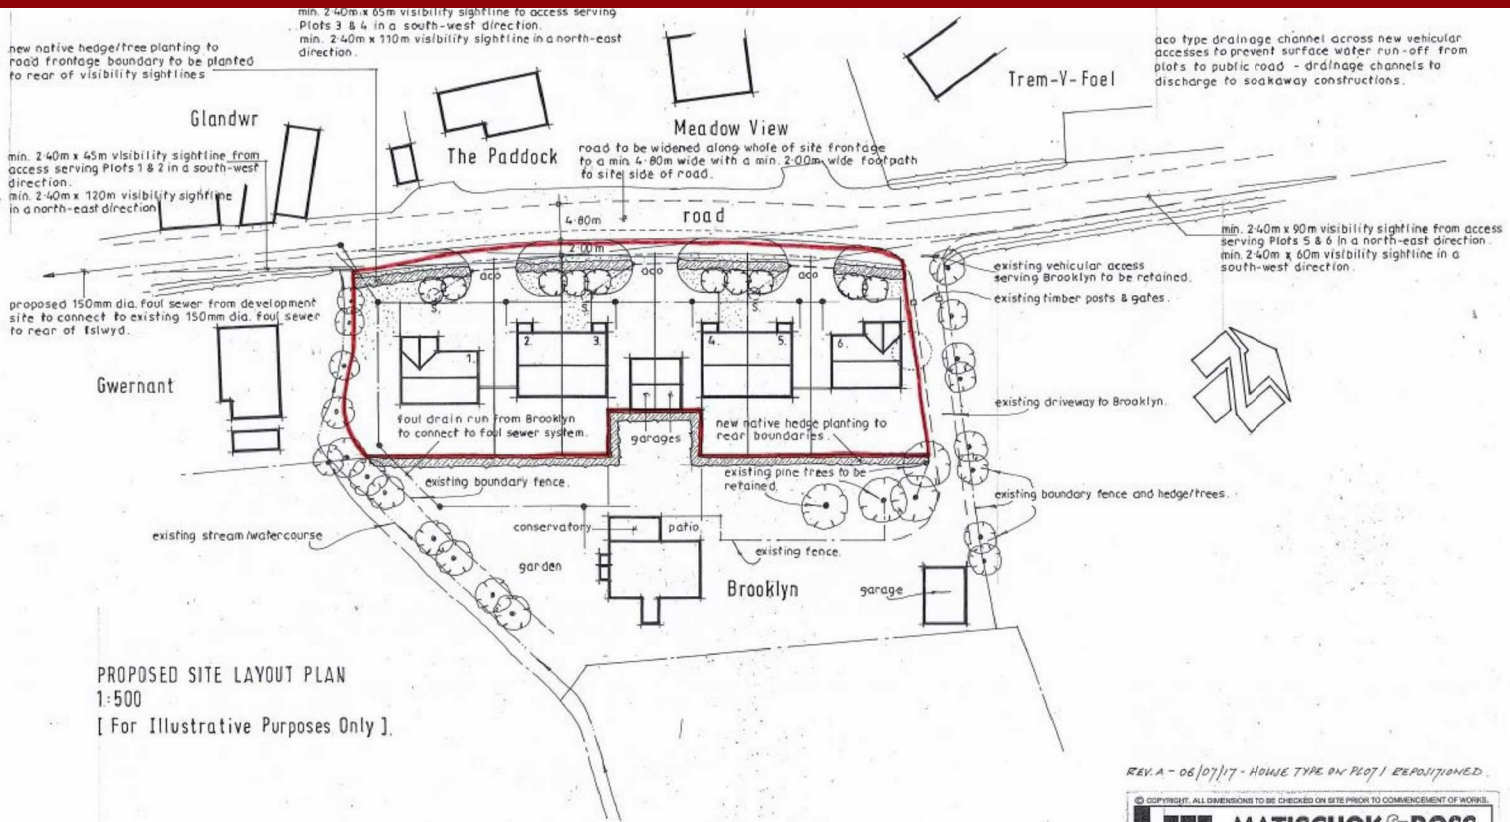 min. 2·40m x 65m visibility sightline to access serving
Plots 3 & 4 in a south-west direction.
min. 2·40m x 110m visibility sightline in a north-east
direction.
new native hedge/tree planting to
road frontage boundary to be planted
to rear of visibility sightlines
aco type drainage channel across new vehicular
accesses to prevent surface water run-off from
plots to public road - drainage channels to
discharge to soakaway constructions.
Trem-Y-Foel
Glandwr
Meadow View
The Paddock
road to be widened along whole of site frontage
to a min. 4·80m wide with a min. 2·00m wide footpath
to site side of road.
min. 2·40m x 45m visibility sightline from
access serving Plots 1 & 2 in a south-west
direction.
min. 2·40m x 120m visibility sightline
in a north-east direction
road
4·80m
2·00m
min. 2·40m x 90m visibility sightline from access
serving Plots 5 & 6 in a north-east direction.
min. 2·40m x 60m visibility sightline in a
south-west direction.
aco
aco
aco
existing vehicular access
serving Brooklyn to be retained.
existing timber posts & gates.
proposed 150mm dia. foul sewer from development
site to connect to existing 150mm dia. foul sewer
to rear of Islwyd.
S.
S.
S.
1.
2.
3.
4.
5.
6.
Gwernant
existing driveway to Brooklyn.
foul drain run from Brooklyn
to connect to foul sewer system.
garages
new native hedge planting to
rear boundaries.
existing pine trees to be
retained.
existing boundary fence.
existing boundary fence and hedge/trees.
existing stream/watercourse
conservatory
patio
existing fence.
garden
Brooklyn
garage
PROPOSED SITE LAYOUT PLAN
1:500
[ For Illustrative Purposes Only ].
REV. A - 06/07/17 - HOUSE TYPE ON PLOT 1 REPOSITIONED.
© COPYRIGHT. ALL DIMENSIONS TO BE CHECKED ON SITE PRIOR TO COMMENCEMENT OF WORKS.
MATISCHOK & ROSS